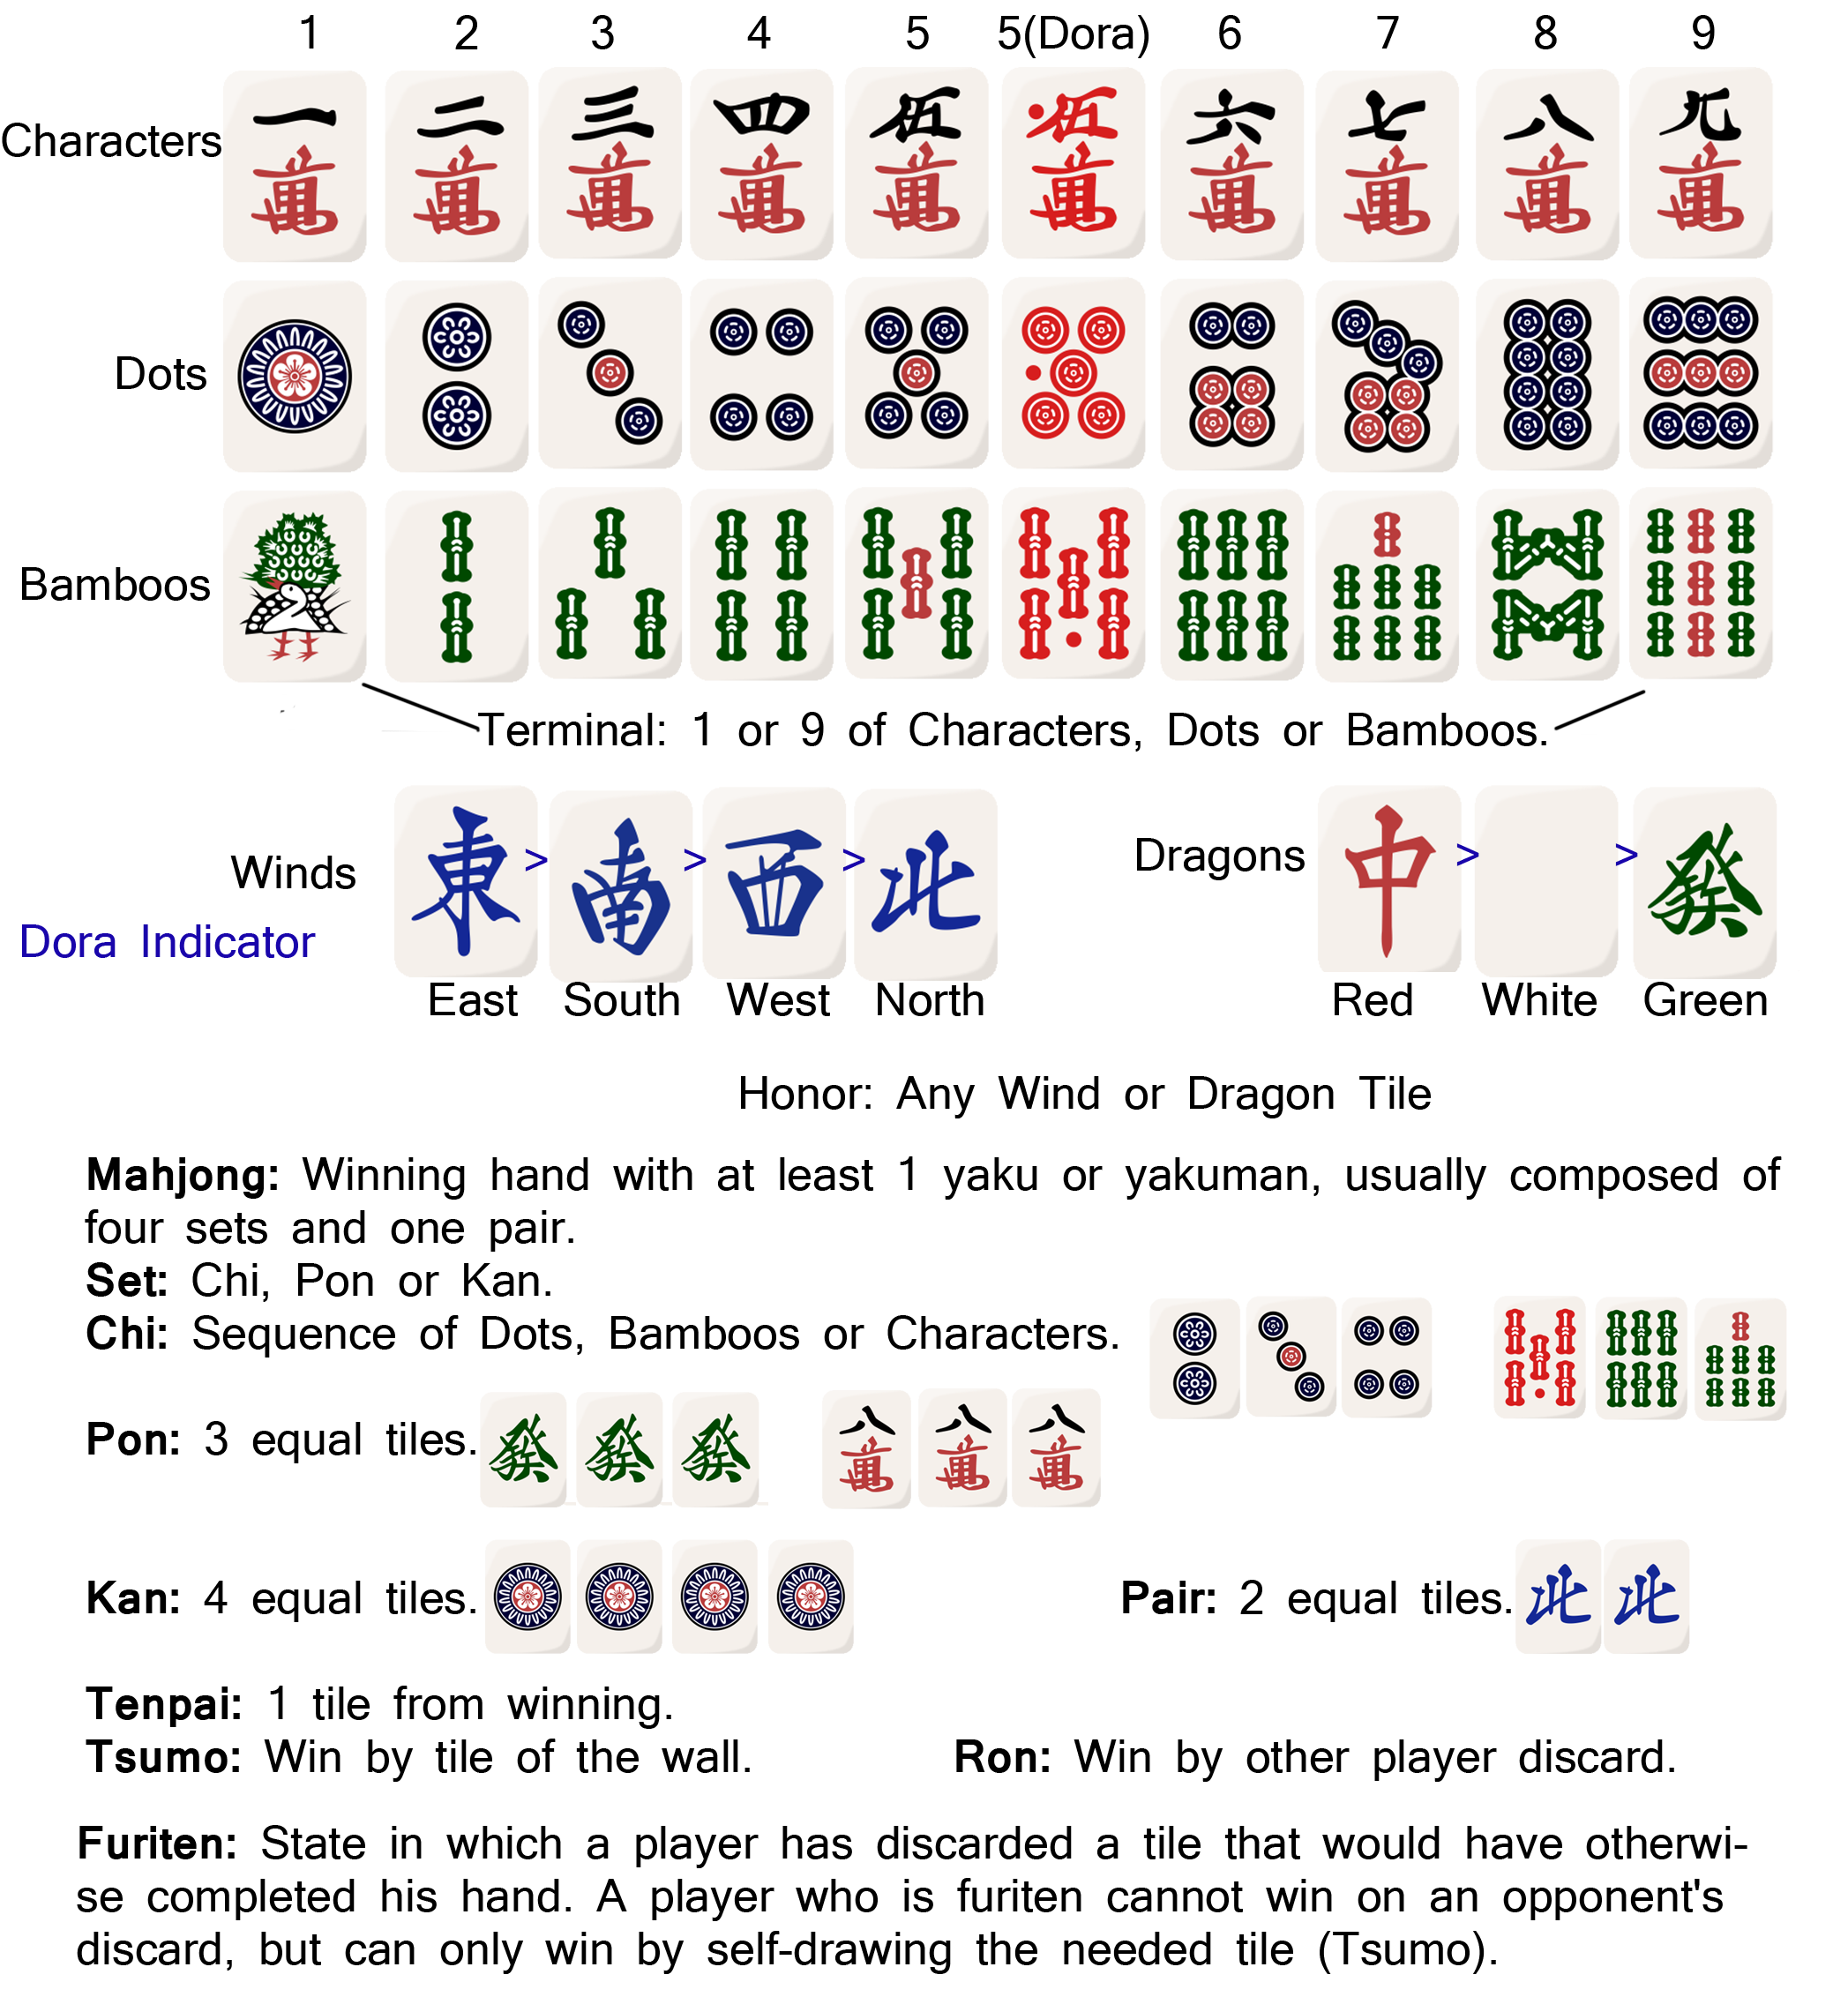 1 2 3 4 5 5(Dora) 6 7 8 9
Characters 一萬 二萬 三萬 四萬 伍萬 伍萬 六萬 七萬 八萬 九萬
Dots
Bamboos
Terminal: 1 or 9 of Characters, Dots or Bamboos.
Winds 東 > 南 > 西 > 北 Dragons 中 > > 發
Dora Indicator
East South West North Red White Green
Honor: Any Wind or Dragon Tile
Mahjong: Winning hand with at least 1 yaku or yakuman, usually composed of
four sets and one pair.
Set: Chi, Pon or Kan.
Chi: Sequence of Dots, Bamboos or Characters.
Pon: 3 equal tiles. 發 發 發 八萬 八萬 八萬
Kan: 4 equal tiles. Pair: 2 equal tiles. 北 北
Tenpai: 1 tile from winning.
Tsumo: Win by tile of the wall. Ron: Win by other player discard.
Furiten: State in which a player has discarded a tile that would have otherwi-
se completed his hand. A player who is furiten cannot win on an opponent's
discard, but can only win by self-drawing the needed tile (Tsumo).